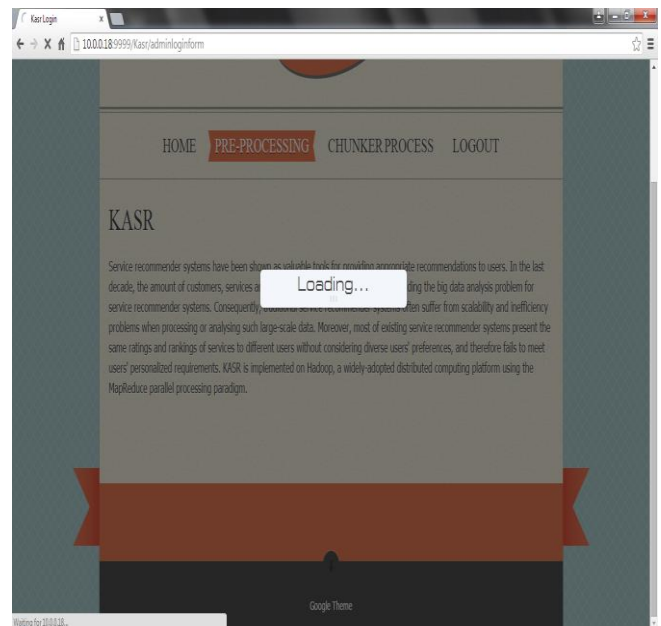 Kasr Login
10.0.0.18:9999/Kasr/adminloginform
HOME PRE-PROCESSING CHUNKER PROCESS LOGOUT
KASR
Service recommender systems have been shown as valuable tools for providing appropriate recommendations to users. In the last
decade, the amount of customers, services a
Loading...
ding the big data analysis problem for
service recommender systems. Consequently, traditional service recommender systems often suffer from scalability and inefficiency
problems when processing or analysing such large-scale data. Moreover, most of existing service recommender systems present the
same ratings and rankings of services to different users without considering diverse users' preferences, and therefore fails to meet
users' personalized requirements. KASR is implemented on Hadoop, a widely-adopted distributed computing platform using the
MapReduce parallel processing paradigm.
Google Theme
Waiting for 10.0.0.18...